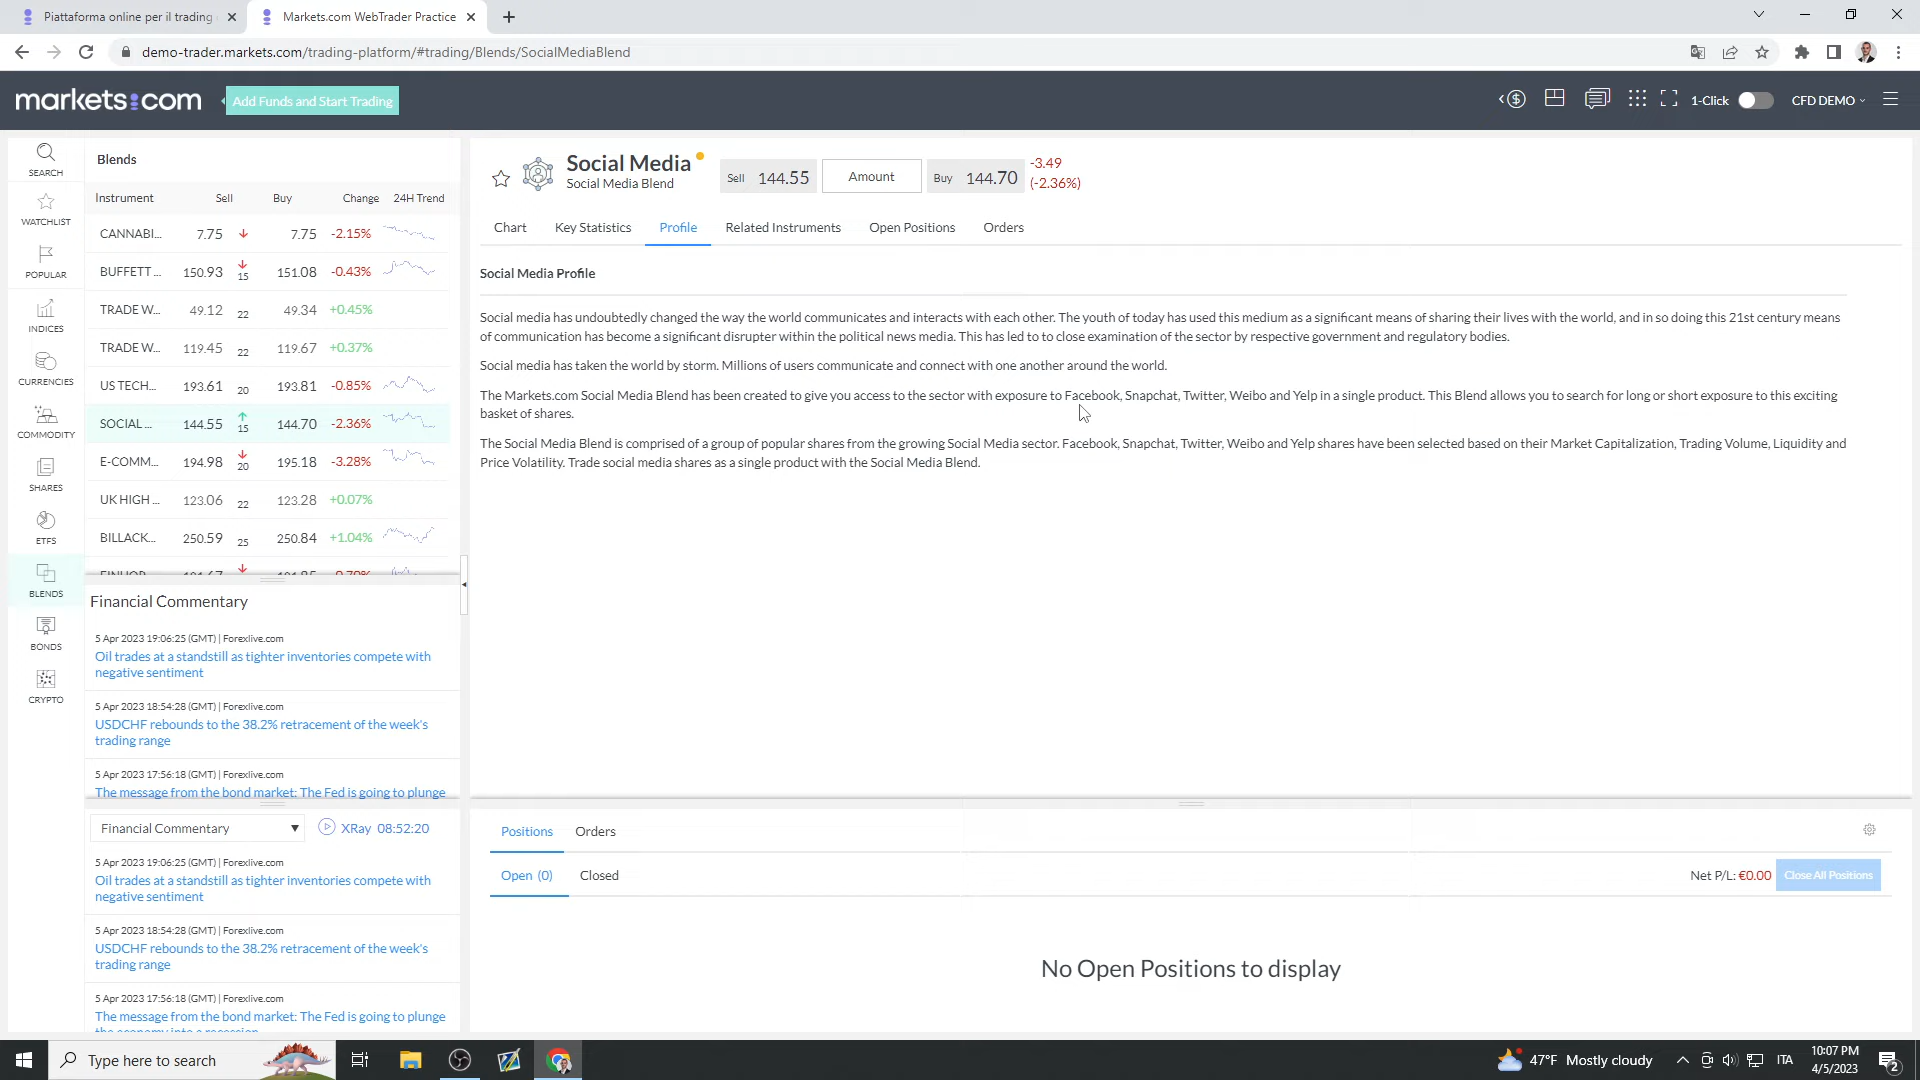 Piattaforma online per il trading
Markets.com WebTrader Practice
demo-trader.markets.com/trading-platform/#trading/Blends/SocialMediaBlend
markets:com
Add Funds and Start Trading
1-Click
CFD DEMO
SEARCH
WATCHLIST
POPULAR
INDICES
CURRENCIES
COMMODITY
SHARES
ETFS
BLENDS
BONDS
CRYPTO
Blends
Instrument Sell Buy Change 24H Trend
CANNABI... 7.75 7.75 -2.15%
BUFFETT ... 150.93 15 151.08 -0.43%
TRADE W... 49.12 22 49.34 +0.45%
TRADE W... 119.45 22 119.67 +0.37%
US TECH... 193.61 20 193.81 -0.85%
SOCIAL ... 144.55 15 144.70 -2.36%
E-COMM... 194.98 20 195.18 -3.28%
UK HIGH ... 123.06 22 123.28 +0.07%
BILLACK... 250.59 25 250.84 +1.04%
Financial Commentary
5 Apr 2023 19:06:25 (GMT) | Forexlive.com
Oil trades at a standstill as tighter inventories compete with
negative sentiment
5 Apr 2023 18:54:28 (GMT) | Forexlive.com
USDCHF rebounds to the 38.2% retracement of the week's
trading range
5 Apr 2023 17:56:18 (GMT) | Forexlive.com
The message from the bond market: The Fed is going to plunge
Financial Commentary
XRay 08:52:20
5 Apr 2023 19:06:25 (GMT) | Forexlive.com
Oil trades at a standstill as tighter inventories compete with
negative sentiment
5 Apr 2023 18:54:28 (GMT) | Forexlive.com
USDCHF rebounds to the 38.2% retracement of the week's
trading range
5 Apr 2023 17:56:18 (GMT) | Forexlive.com
The message from the bond market: The Fed is going to plunge
Social Media
Social Media Blend
Sell 144.55
Amount
Buy 144.70
-3.49
(-2.36%)
Chart Key Statistics Profile Related Instruments Open Positions Orders
Social Media Profile
Social media has undoubtedly changed the way the world communicates and interacts with each other. The youth of today has used this medium as a significant means of sharing their lives with the world, and in so doing this 21st century means
of communication has become a significant disrupter within the political news media. This has led to to close examination of the sector by respective government and regulatory bodies.
Social media has taken the world by storm. Millions of users communicate and connect with one another around the world.
The Markets.com Social Media Blend has been created to give you access to the sector with exposure to Facebook, Snapchat, Twitter, Weibo and Yelp in a single product. This Blend allows you to search for long or short exposure to this exciting
basket of shares.
The Social Media Blend is comprised of a group of popular shares from the growing Social Media sector. Facebook, Snapchat, Twitter, Weibo and Yelp shares have been selected based on their Market Capitalization, Trading Volume, Liquidity and
Price Volatility. Trade social media shares as a single product with the Social Media Blend.
Positions Orders
Open (0) Closed
Net P/L: €0.00 Close All Positions
No Open Positions to display
Type here to search
47°F Mostly cloudy
ITA
10:07 PM
4/5/2023
2